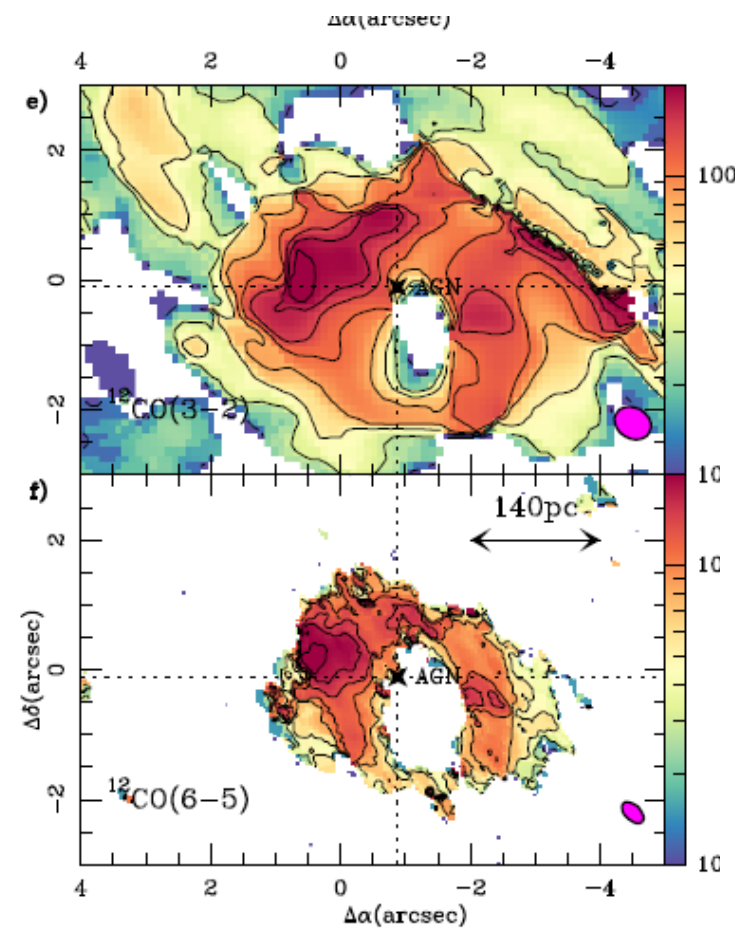 Δα(arcsec)
4 2 0 −2 −4
e)
2
100
0
AGN
2
¹²CO(3−2)
10
f)
140pc
2
10
0
AGN
Δδ(arcsec)
−2
¹²CO(6−5)
10
4 2 0 −2 −4
Δα(arcsec)